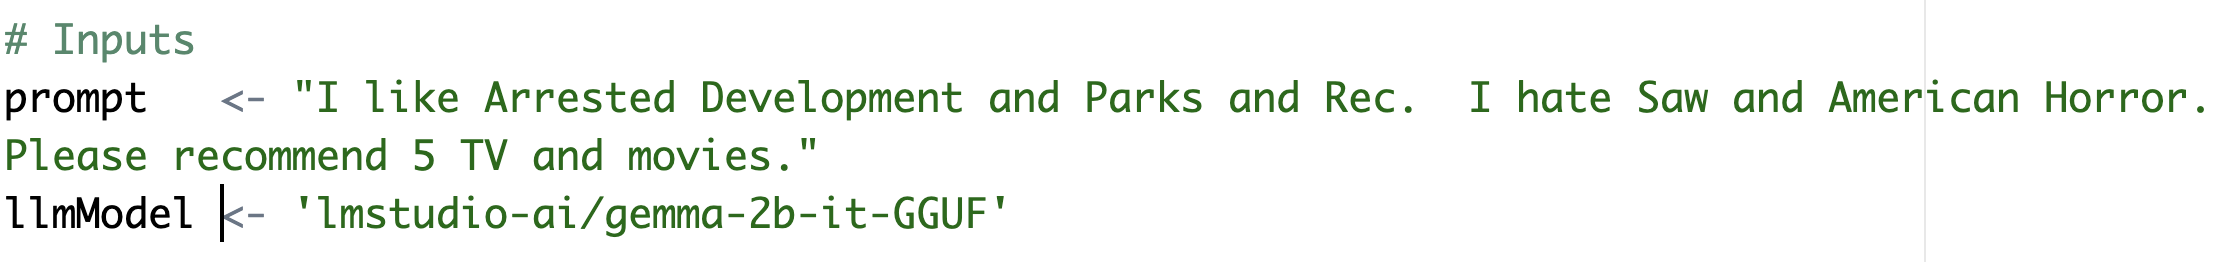 # Inputs
prompt   <- "I like Arrested Development and Parks and Rec.  I hate Saw and American Horror.
Please recommend 5 TV and movies."
llmModel <- 'lmstudio-ai/gemma-2b-it-GGUF'